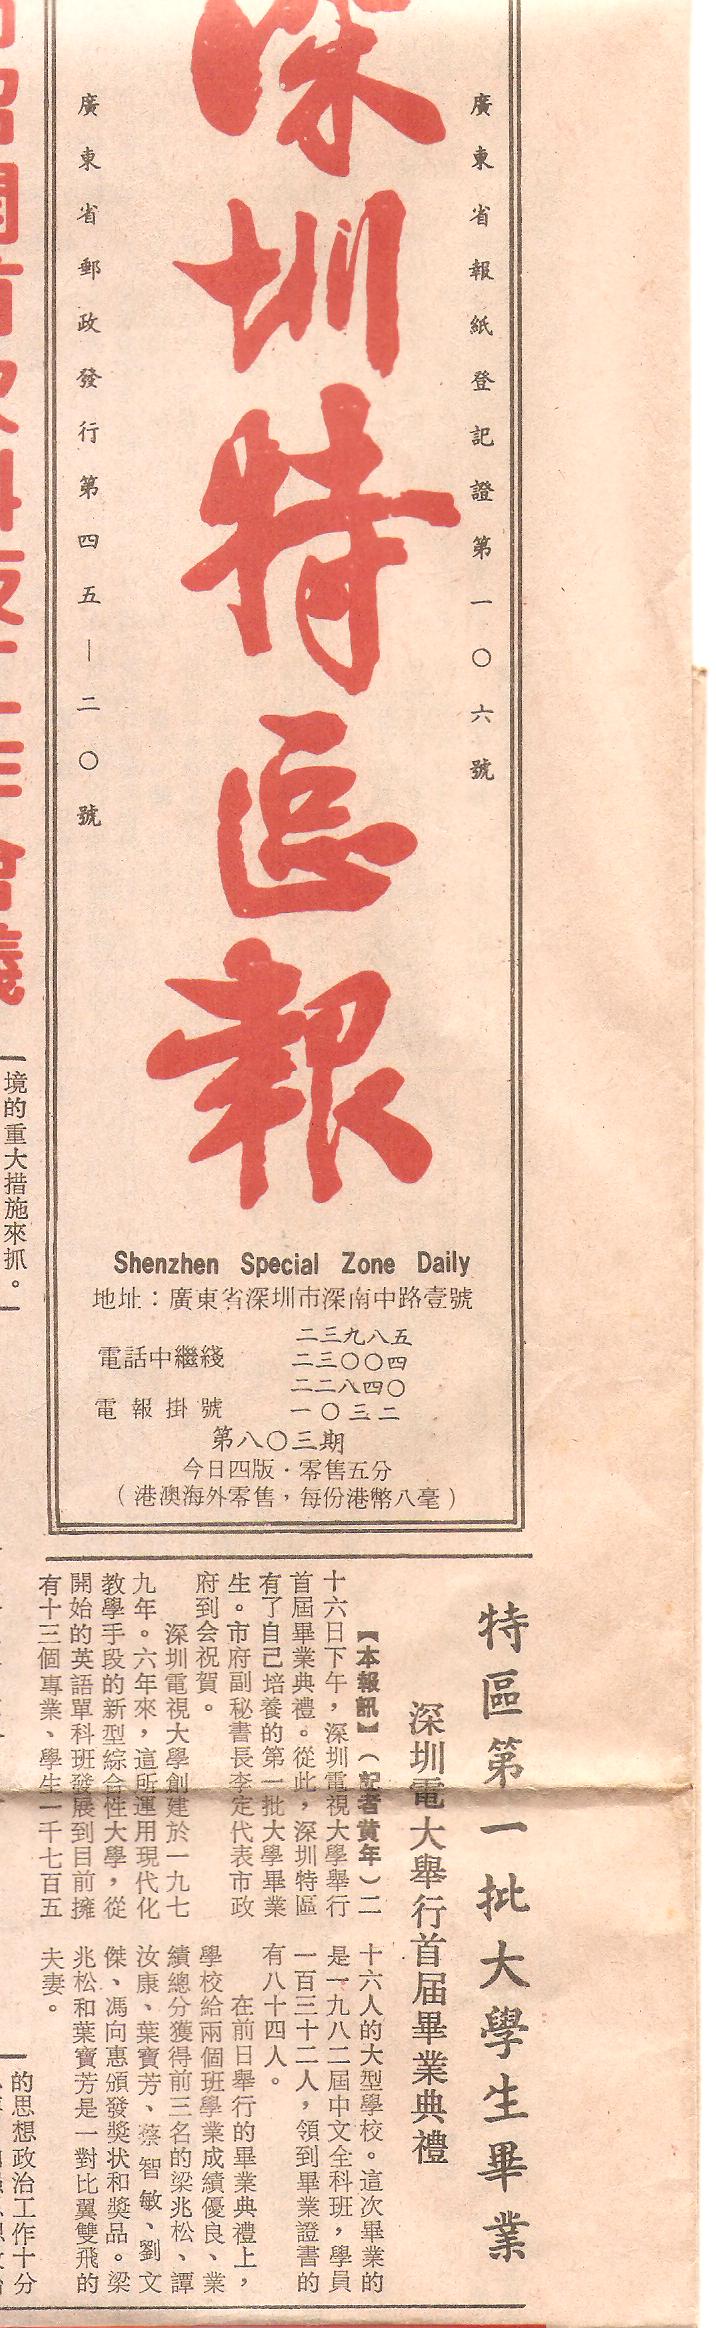 廣東省報紙登記證第一〇六號
深圳特區報
廣東省郵政發行第四五—二〇號
Shenzhen Special Zone Daily
地址：廣東省深圳市深南中路壹號
電話中繼綫
二三九八五
二三〇〇四
二二八四〇
電報掛號
一〇三二
第八〇三期
今日四版·零售五分
（港澳海外零售，每份港幣八毫）
特區第一批大學生畢業
深圳電大舉行首届畢業典禮
【本報訊】（記者黄年）二
十六日下午，深圳電視大學舉行
首屆畢業典禮。從此，深圳特區
有了自己培養的第一批大學畢業
生。市府副秘書長李定代表市政
府到会祝賀。
深圳電視大學創建於一九七
九年。六年來，這所運用現代化
教學手段的新型綜合性大學，從
開始的英語單科班發展到目前擁
有十三個專業、學生一千七百五
十六人的大型學校。這次畢業的
是一九八二屆中文全科班，學員
一百三十二人，領到畢業證書的
有八十四人。
在前日舉行的畢業典禮上，
學校給兩個班學業成績優良、業
績總分獲得前三名的梁兆松、譚
汝康、葉寶芳、蔡智敏、劉文
傑、馮向惠頒發獎状和獎品。梁
兆松和葉寶芳是一對比翼雙飛的
夫妻。
境的重大措施來抓。
的思想政治工作十分